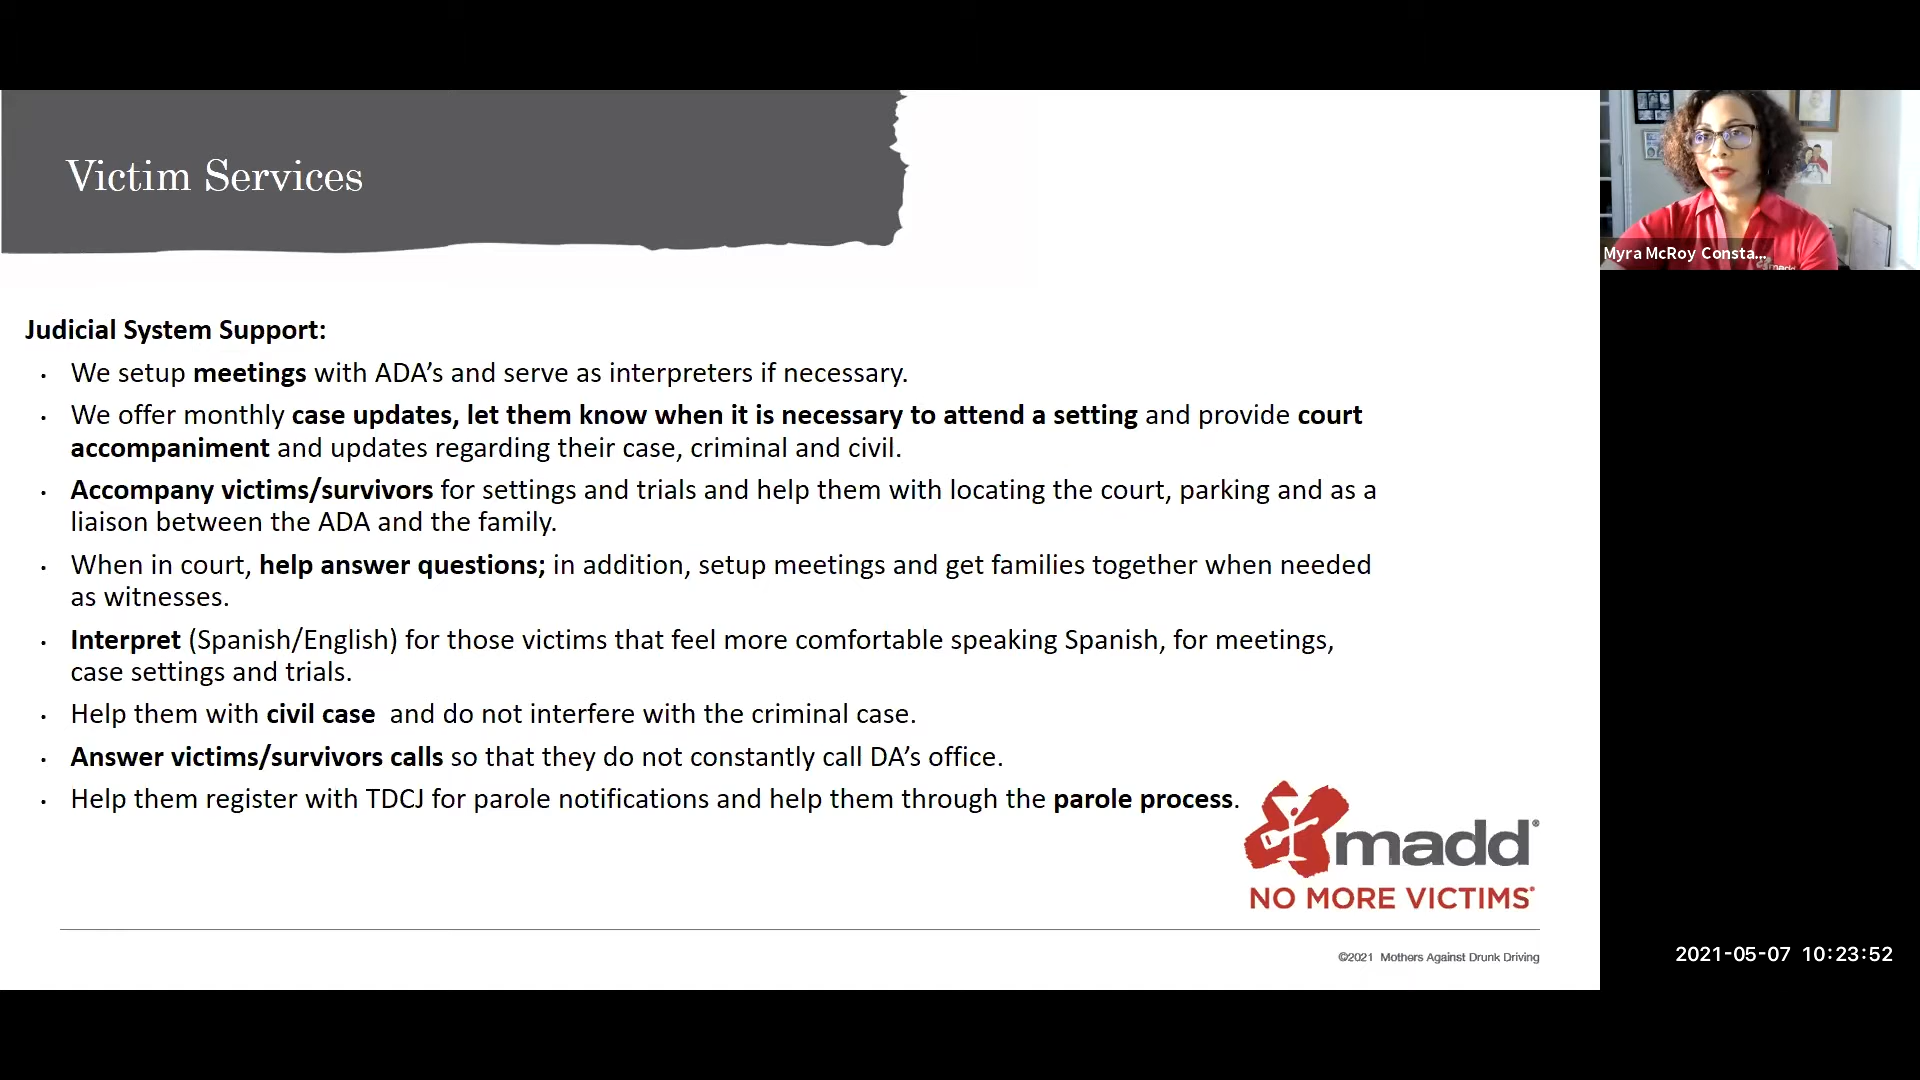 Victim Services
Judicial System Support:
• We setup meetings with ADA’s and serve as interpreters if necessary.
• We offer monthly case updates, let them know when it is necessary to attend a setting and provide court
accompaniment and updates regarding their case, criminal and civil.
• Accompany victims/survivors for settings and trials and help them with locating the court, parking and as a
liaison between the ADA and the family.
• When in court, help answer questions; in addition, setup meetings and get families together when needed
as witnesses.
• Interpret (Spanish/English) for those victims that feel more comfortable speaking Spanish, for meetings,
case settings and trials.
• Help them with civil case and do not interfere with the criminal case.
• Answer victims/survivors calls so that they do not constantly call DA’s office.
• Help them register with TDCJ for parole notifications and help them through the parole process.
madd®
NO MORE VICTIMS®
©2021 Mothers Against Drunk Driving
Myra McRoy Consta...
madd
2021-05-07 10:23:52